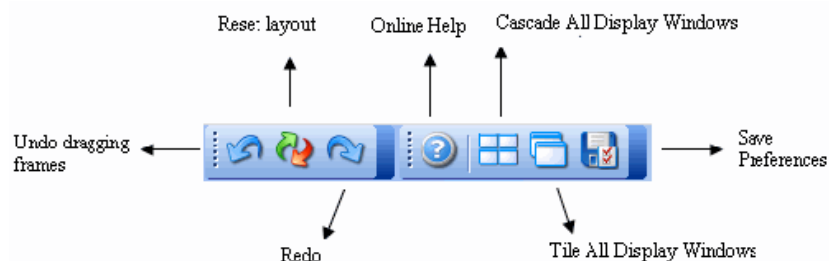 Rese: layout
Online Help
Cascade All Display Windows
Undo dragging
frames
Save
Preferences
Redo
Tile All Display Windows